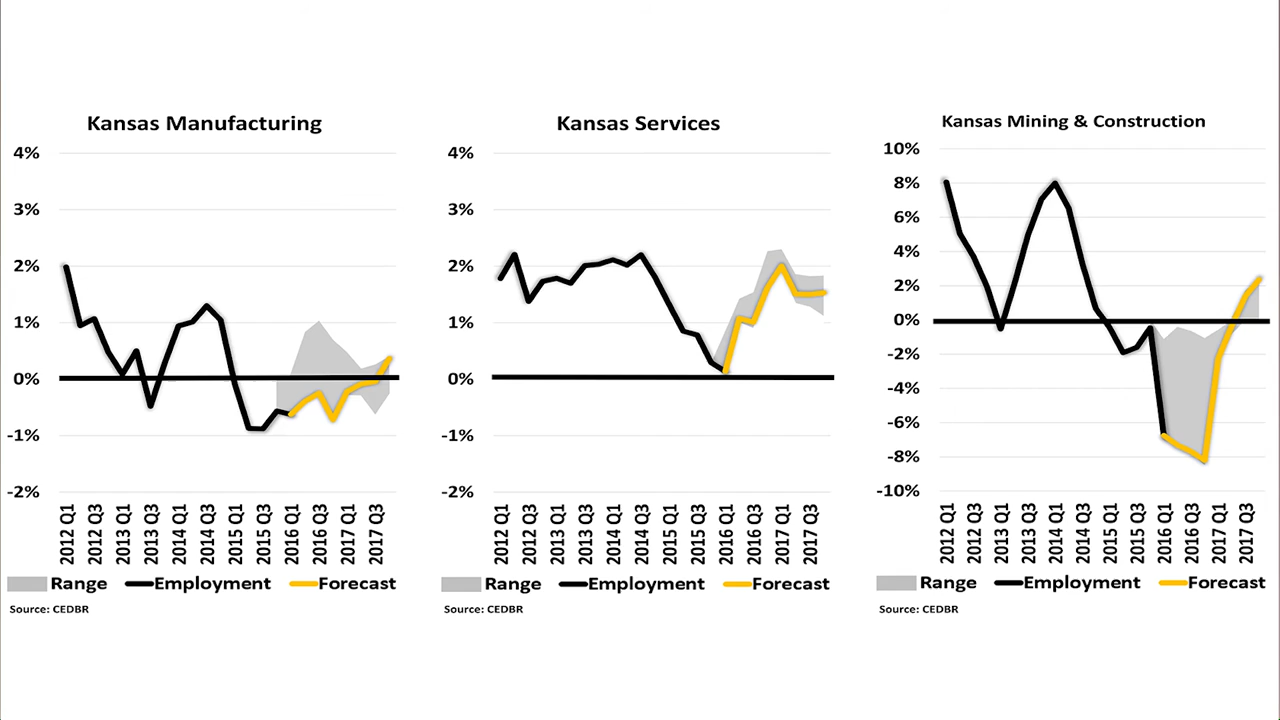 Kansas Manufacturing
4%
3%
2%
1%
0%
-1%
-2%
2012 Q1
2012 Q3
2013 Q1
2013 Q3
2014 Q1
2014 Q3
2015 Q1
2015 Q3
2016 Q1
2016 Q3
2017 Q1
2017 Q3
Range Employment Forecast
Source: CEDBR
Kansas Services
4%
3%
2%
1%
0%
-1%
-2%
2012 Q1
2012 Q3
2013 Q1
2013 Q3
2014 Q1
2014 Q3
2015 Q1
2015 Q3
2016 Q1
2016 Q3
2017 Q1
2017 Q3
Range Employment Forecast
Source: CEDBR
Kansas Mining & Construction
10%
8%
6%
4%
2%
0%
-2%
-4%
-6%
-8%
-10%
2012 Q1
2012 Q3
2013 Q1
2013 Q3
2014 Q1
2014 Q3
2015 Q1
2015 Q3
2016 Q1
2016 Q3
2017 Q1
2017 Q3
Range Employment Forecast
Source: CEDBR